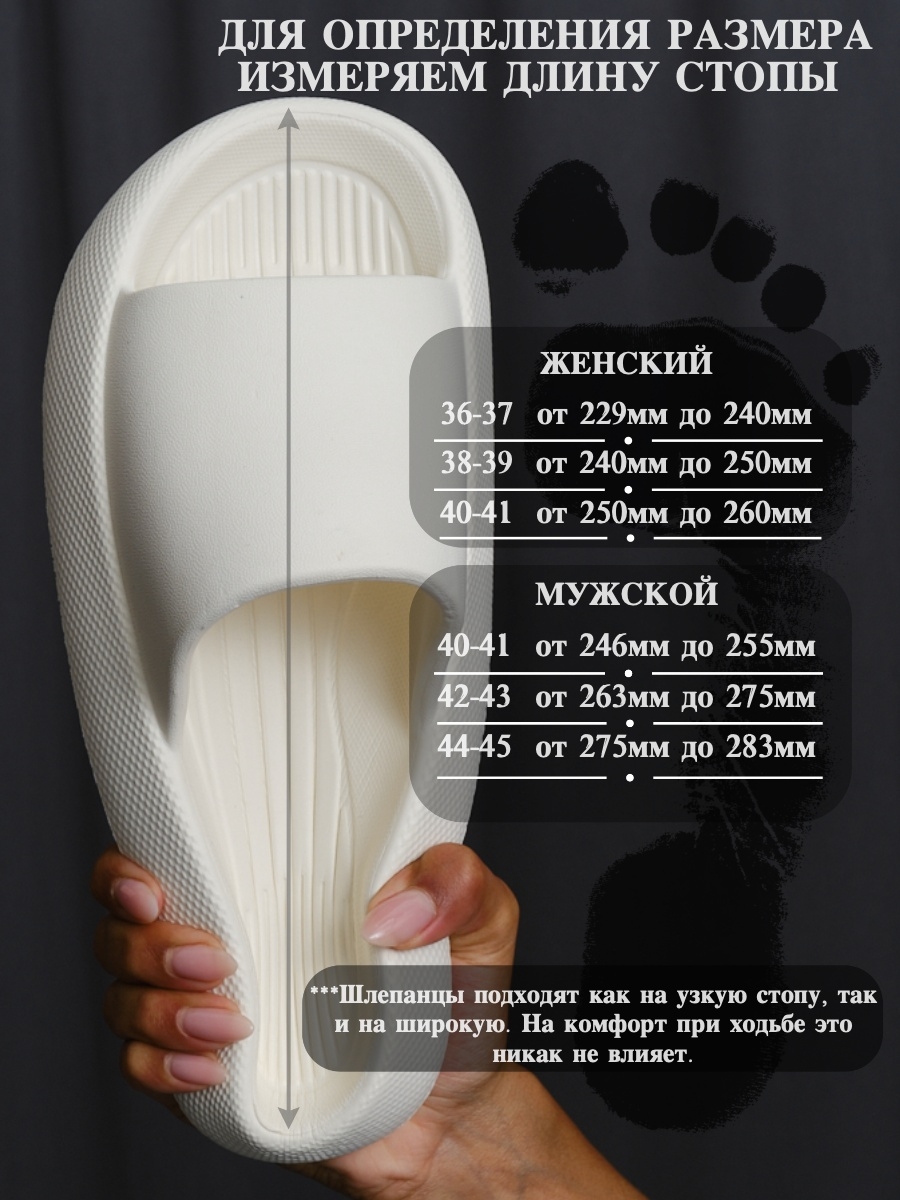 ДЛЯ ОПРЕДЕЛЕНИЯ РАЗМЕРА
ИЗМЕРЯЕМ ДЛИНУ СТОПЫ
ЖЕНСКИЙ
36-37 от 229мм до 240мм
38-39 от 240мм до 250мм
40-41 от 250мм до 260мм
МУЖСКОЙ
40-41 от 246мм до 255мм
42-43 от 263мм до 275мм
44-45 от 275мм до 283мм
***Шлепанцы подходят как на узкую стопу, так
и на широкую. На комфорт при ходьбе это
никак не влияет.